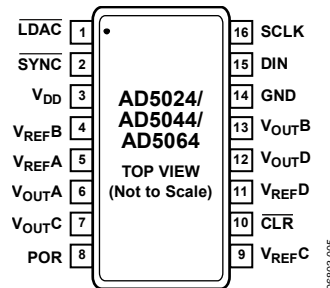 LDAC 1
SYNC 2
VDD 3
VREFB 4
VREFA 5
VOUTA 6
VOUTC 7
POR 8
AD5024/
AD5044/
AD5064
TOP VIEW
(Not to Scale)
16 SCLK
15 DIN
14 GND
13 VOUTB
12 VOUTD
11 VREFD
10 CLR
9 VREFC